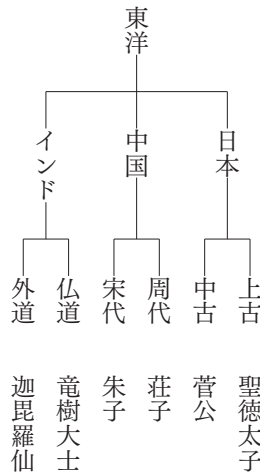 東洋
日本
中国
インド
上古　聖徳太子
中古　菅公
周代　荘子
宋代　朱子
仏道　竜樹大士
外道　迦毘羅仙